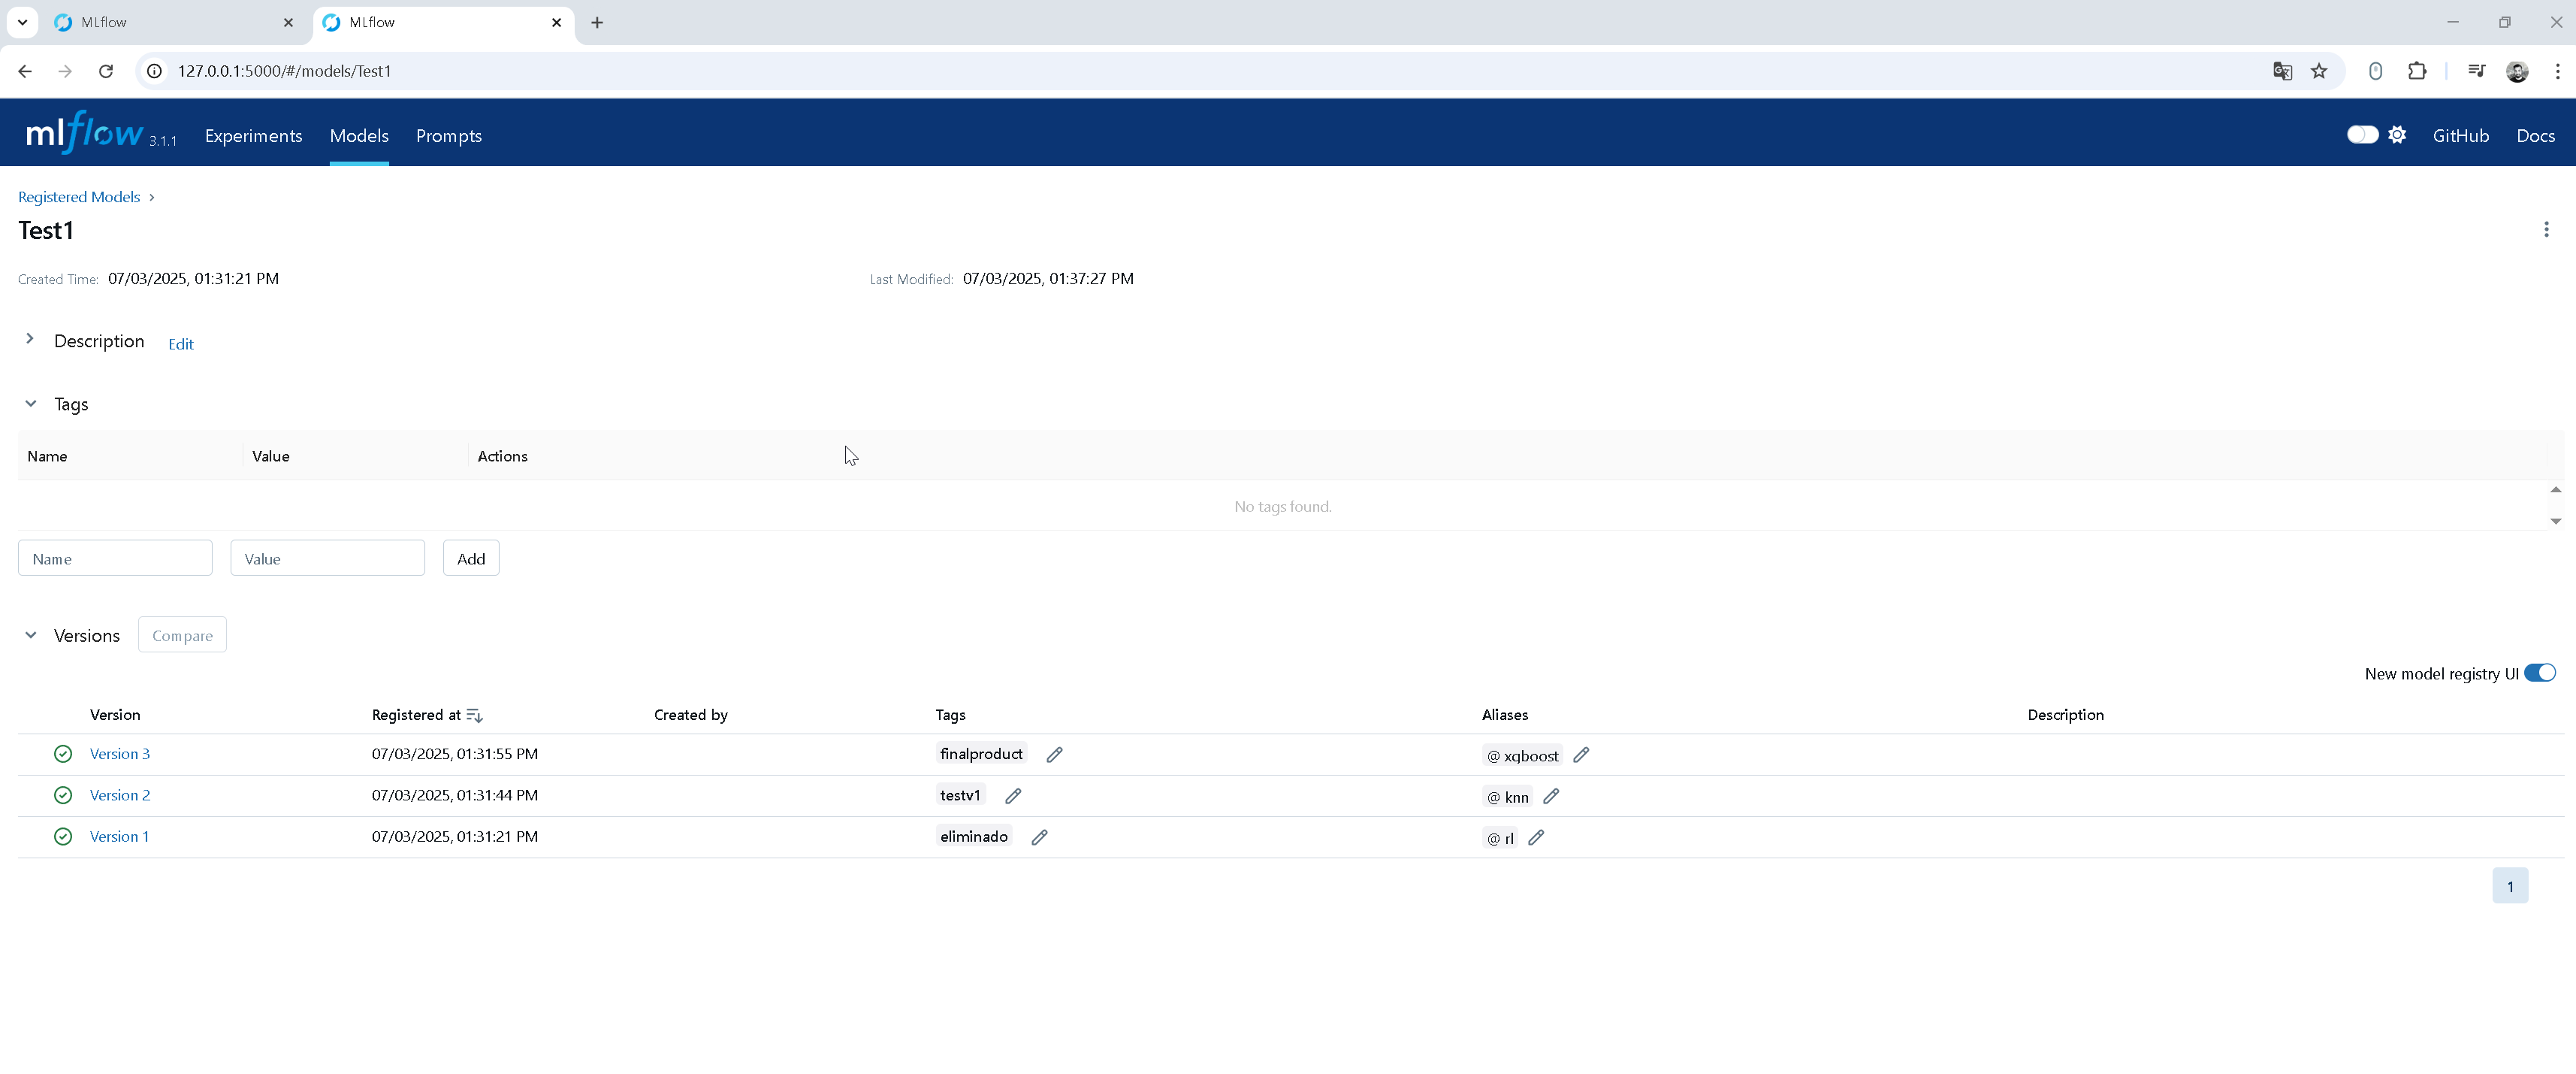 MLflow
MLflow
127.0.0.1:5000/#/models/Test1
mlflow 3.1.1 Experiments Models Prompts GitHub Docs
Registered Models
Test1
Created Time: 07/03/2025, 01:31:21 PM Last Modified: 07/03/2025, 01:37:27 PM
Description Edit
Tags
Name Value Actions
No tags found.
Name Value Add
Versions Compare
New model registry UI
Version Registered at Created by Tags Aliases Description
Version 3 07/03/2025, 01:31:55 PM finalproduct @ xgboost
Version 2 07/03/2025, 01:31:44 PM testv1 @ knn
Version 1 07/03/2025, 01:31:21 PM eliminado @ rl
1